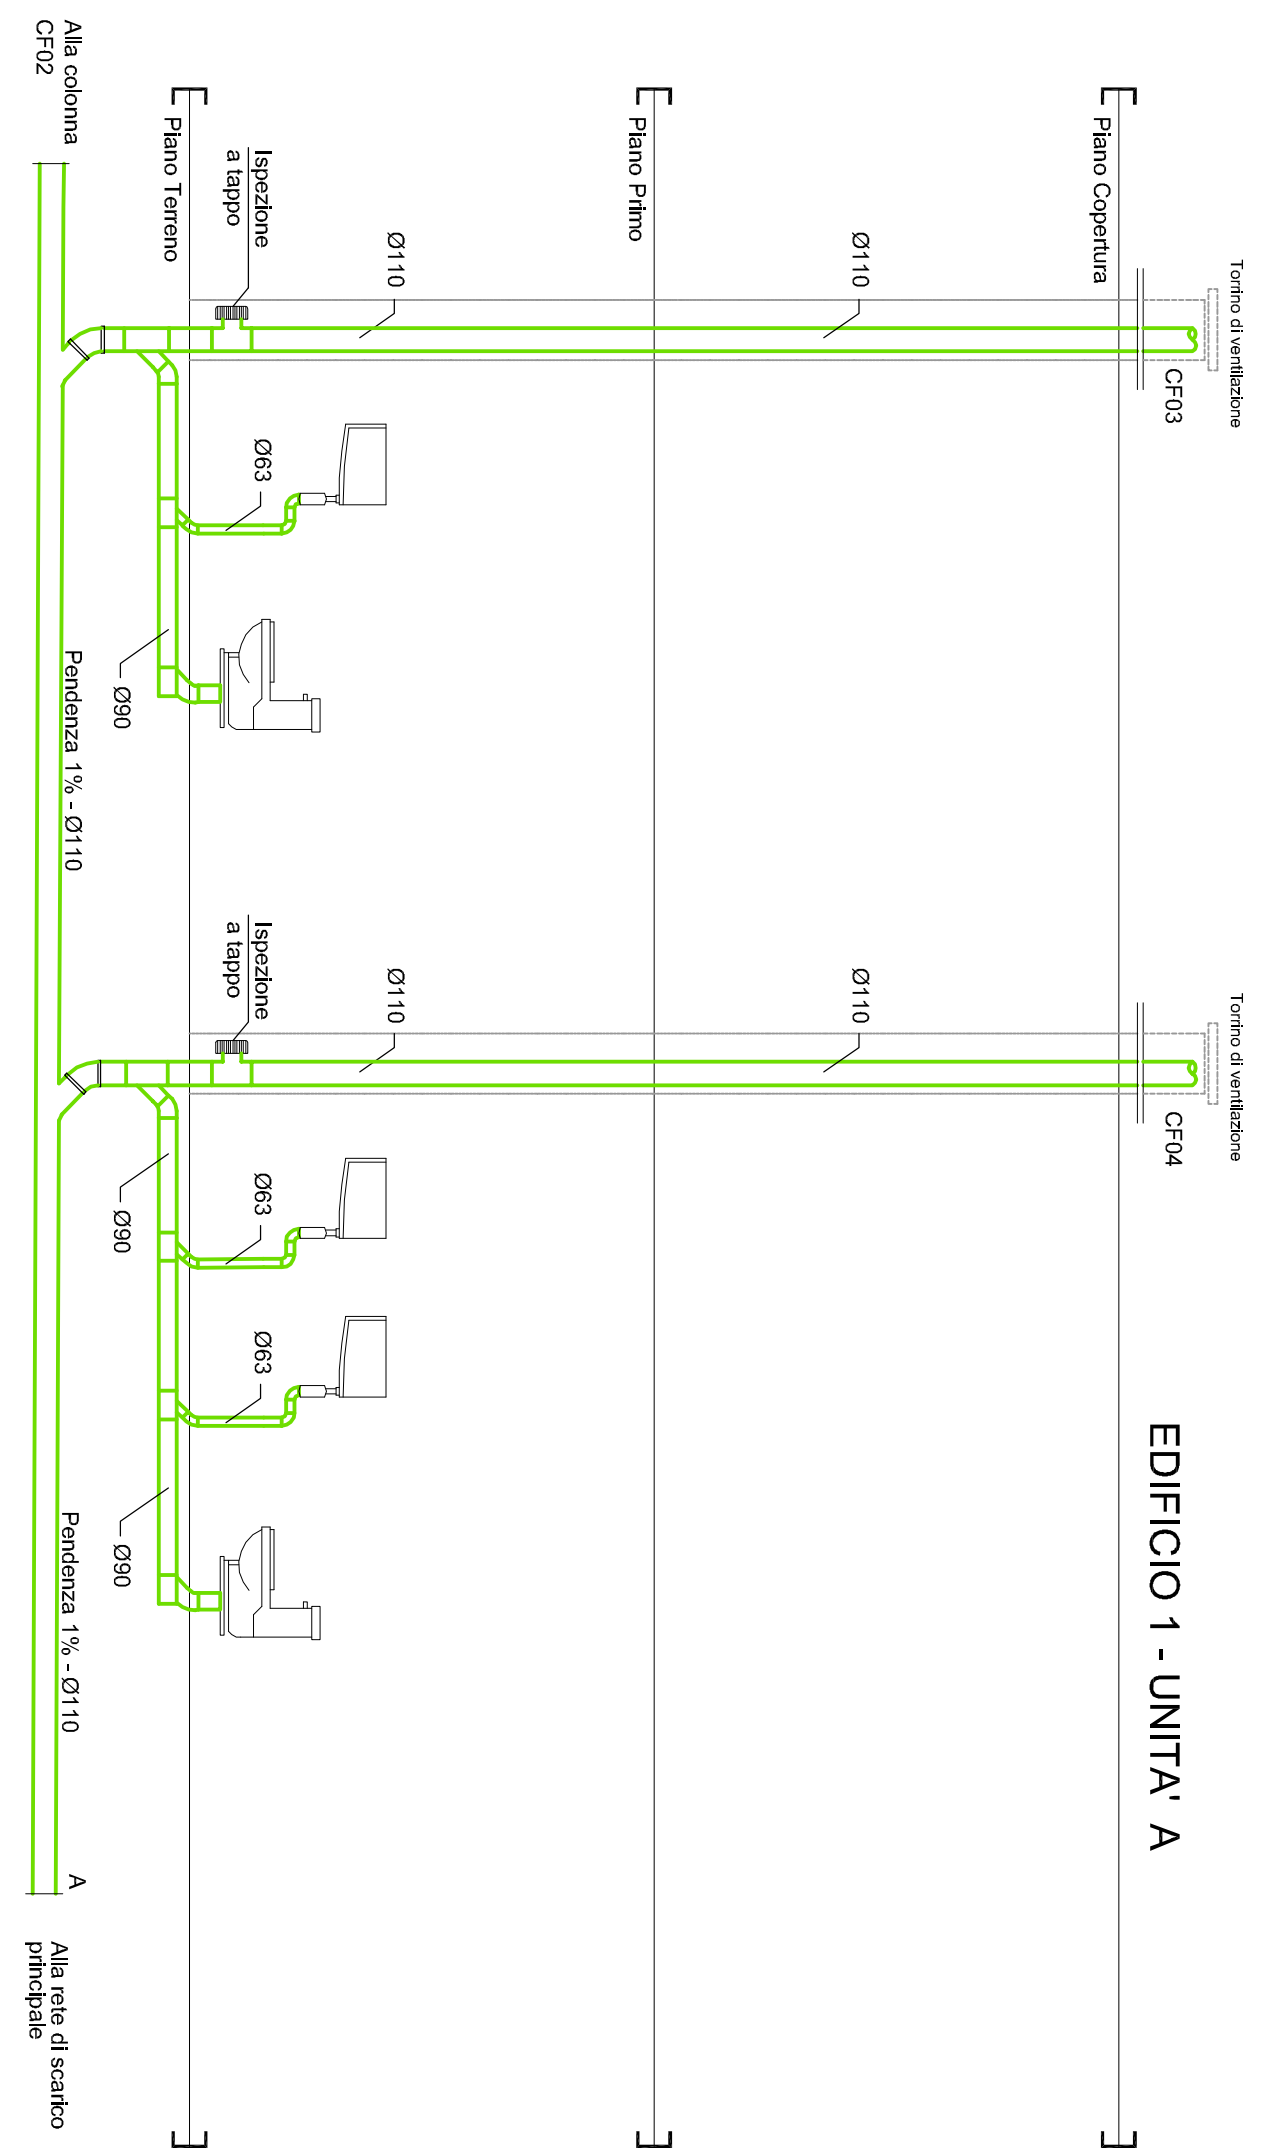 Torrino di ventilazione
CF03
Torrino di ventilazione
CF04
EDIFICIO 1 - UNITA' A
Piano Copertura
Ø110
Ø110
Piano Primo
Ø110
Ø110
Ispezione
a tappo
Ø63
Ispezione
a tappo
Ø63
Ø63
Piano Terreno
Ø90
Ø90
Ø90
Alla colonna
CF02
Pendenza 1% - Ø110
Pendenza 1% - Ø110
A
Alla rete di scarico
principale